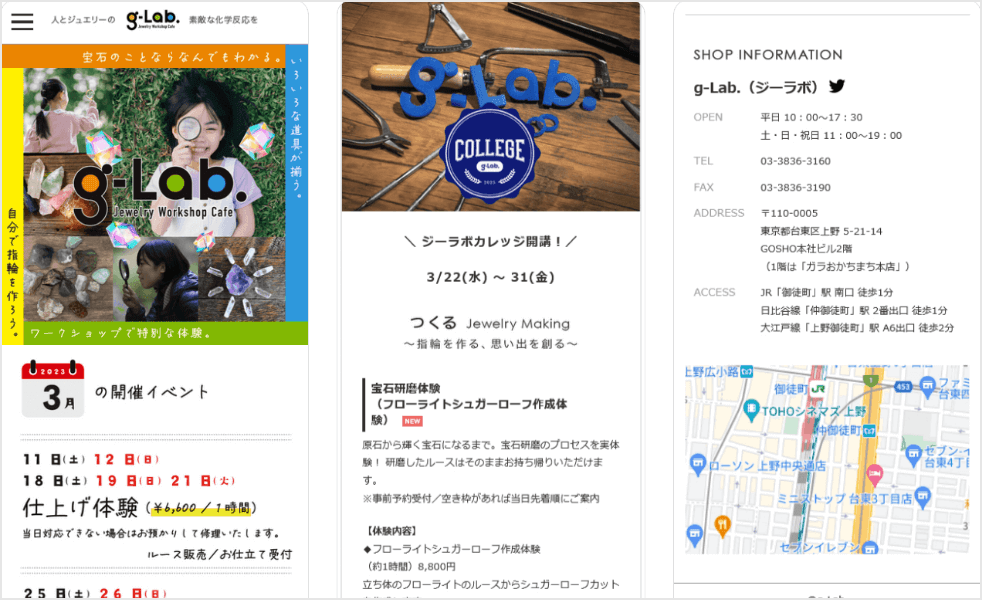 人とジュエリーの g-Lab. Jewelry Workshop Cafe 素敵な化学反応を
宝石のことならなんでもわかる。
いろいろな道具が揃う。
自分で指輪を作ろう。
g-Lab.
Jewelry Workshop Cafe
ワークショップで特別な体験。
2023
3月 の開催イベント
11日(土) 12日(日)
18日(土) 19日(日) 21日(火)
仕上げ体験(¥6,600/1時間)
当日対応できない場合はお預かりして修理いたします。
ルース販売/お仕立て受付
25日(土) 26日(日)
g-Lab.
COLLEGE
g-Lab.
2023
\ ジーラボカレッジ開講！/
3/22(水) ～ 31(金)
つくる Jewelry Making
～指輪を作る、思い出を創る～
宝石研磨体験
（フローライトシュガーローフ作成体
験） NEW
原石から輝く宝石になるまで。宝石研磨のプロセスを実体
験！ 研磨したルースはそのままお持ち帰りいただけま
す。
※事前予約受付／空き枠があれば当日先着順にご案内
【体験内容】
◆フローライトシュガーローフ作成体験
（約1時間）8,800円
立ち体のフローライトのルースからシュガーローフカット
SHOP INFORMATION
g-Lab.（ジーラボ）
OPEN 平日 10：00～17：30
土・日・祝日 11：00～19：00
TEL 03-3836-3160
FAX 03-3836-3190
ADDRESS 〒110-0005
東京都台東区上野 5-21-14
GOSHO本社ビル2階
（1階は「ガラおかちまち本店」）
ACCESS JR「御徒町」駅 南口 徒歩1分
日比谷線「仲御徒町」駅 2番出口 徒歩1分
大江戸線「上野御徒町」駅 A6出口 徒歩2分
上野広小路
御徒町 JR
1
453
ファミ
台東四
TOHOシネマズ 上野
仲御徒町
セブン-イ
台東4丁目
ローソン 上野中央通店
ミニストップ 台東3丁目店
セブンイレブン